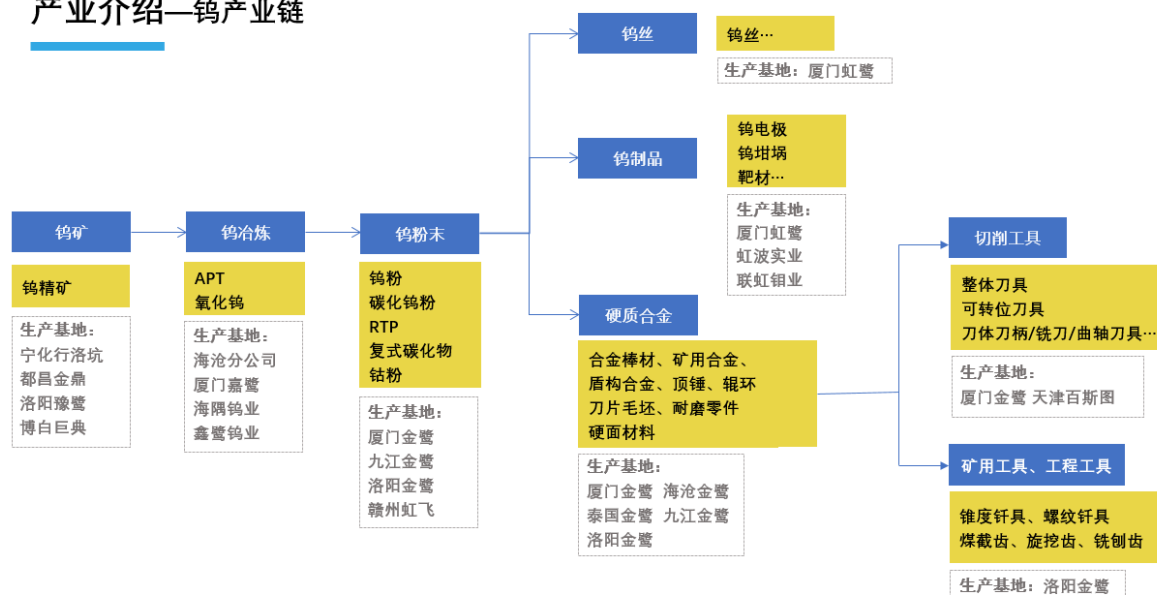 产业介绍—钨产业链
钨矿
钨精矿
生产基地：
宁化行洛坑
都昌金鼎
洛阳豫鹭
博白巨典
钨冶炼
APT
氧化钨
生产基地：
海沧分公司
厦门嘉鹭
海隅钨业
鑫鹭钨业
钨粉末
钨粉
碳化钨粉
RTP
复式碳化物
钴粉
生产基地：
厦门金鹭
九江金鹭
洛阳金鹭
赣州虹飞
钨丝
钨丝…
生产基地：厦门虹鹭
钨制品
钨电极
钨坩埚
靶材…
生产基地：
厦门虹鹭
虹波实业
联虹钼业
硬质合金
合金棒材、矿用合金、
盾构合金、顶锤、辊环
刀片毛坯、耐磨零件
硬面材料
生产基地：
厦门金鹭 海沧金鹭
泰国金鹭 九江金鹭
洛阳金鹭
切削工具
整体刀具
可转位刀具
刀体刀柄/铣刀/曲轴刀具…
生产基地：
厦门金鹭 天津百斯图
矿用工具、工程工具
锥度钎具、螺纹钎具
煤截齿、旋挖齿、铣刨齿
生产基地：洛阳金鹭